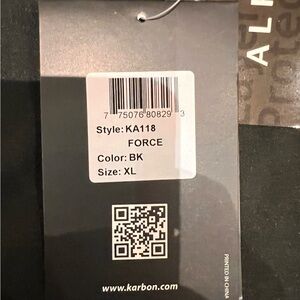 7 75076 80829 3
Style: KA118
FORCE
Color: BK
Size: XL
www.karbon.com
PRINTED IN CHINA